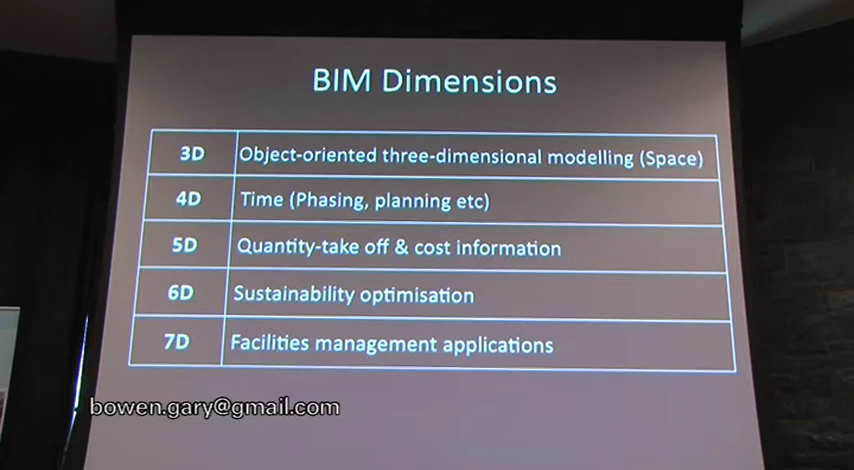 BIM Dimensions
3D Object-oriented three-dimensional modelling (Space)
4D Time (Phasing, planning etc)
5D Quantity-take off & cost information
6D Sustainability optimisation
7D Facilities management applications
bowen.gary@gmail.com